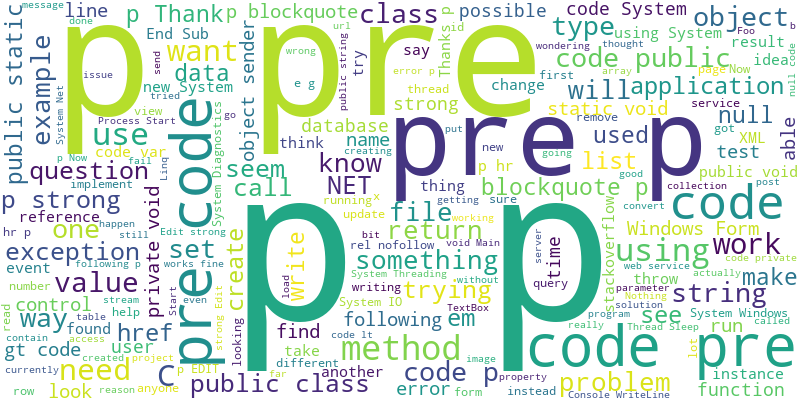 message
done
line
p Thank
p blockquote
class
possible
code System
object
public static
End Sub
url
id
using System
Foo
b
p
pre
want
data
new System
issue
send
wrong
e g
try
say
Thanks p
type
wondering
thought
result
idea
example
object sender
public string
error p
change
code public
array
page
Now
null code
System Net
tried
view
Process Start
go
strong
thread
first
will
application
use
code
database
static void
remove
service
null
p Now
code var
fail
Linq
System Diagnostics
think
name
creating
pre
put
new
going
p
used
got
XML
able
question
implement
seem
know
p hr
list
test
public void
call
NET
thing
blockquote p
good
collection
post
p strong
private void
running
x
file
getting
sure
convert
code
reference
update
return
working
one
happen
hr p
still
Edit strong
set
create
write
bit
rel nofollow
void Main
server
time
stackoverflow
Windows Form
using
work
exception
following p
works fine
something
p
p
web service
code private
event
System Threading
without
query
actually
throw
make
value
pre
load
writing
System IO
trying
parameter
string
number
stream
Start
even
TextBox
Nothing
solution
System Windows
read
control
table
help
looking
find
following
em
program
called
way
found
href
strong Edit
code lt
really
Thread Sleep
see
run
contain
access
user
take
method
image
code pre
lot
gt code
created
project
different
instance
currently
need
C
p EDIT
far
another
code p
property
problem
row
look
reason
anyone
public class
error
form
instead
Console WriteLine
function